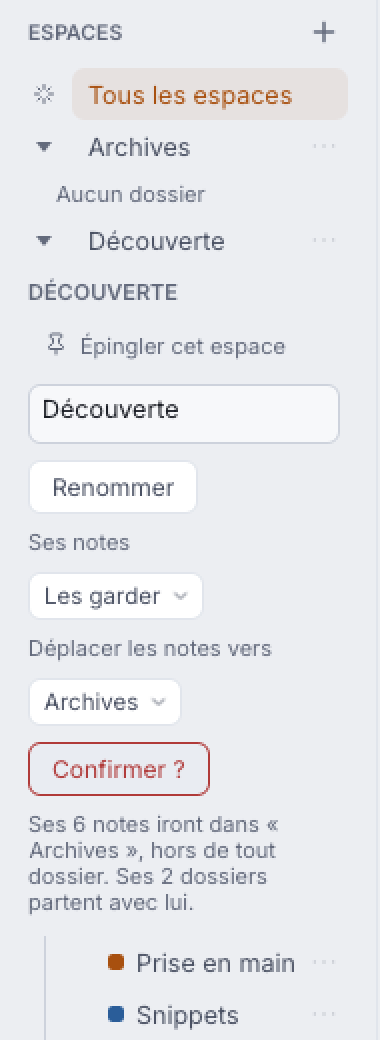 ESPACES
Tous les espaces
Archives
Aucun dossier
Découverte
DÉCOUVERTE
Épingler cet espace
Découverte
Renommer
Ses notes
Les garder
Déplacer les notes vers
Archives
Confirmer ?
Ses 6 notes iront dans «
Archives », hors de tout
dossier. Ses 2 dossiers
partent avec lui.
Prise en main
Snippets